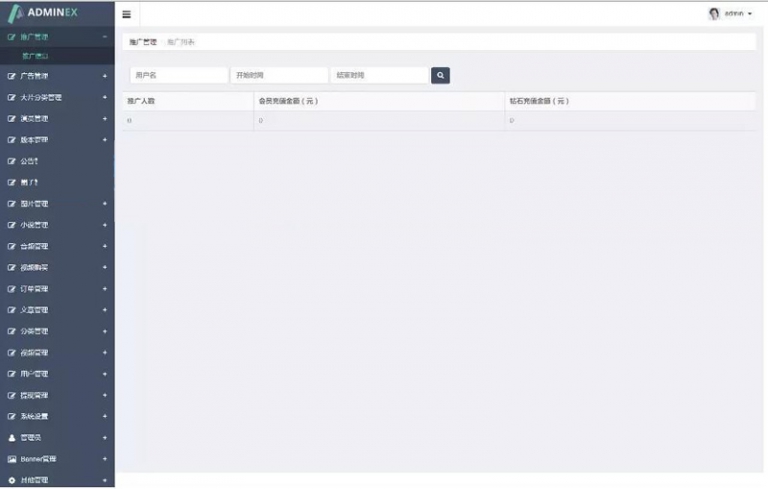 ADMINEX
admin
推广管理
推广管理 推广列表
推广信息
广告管理
用户名 开始时间 结束时间
大片分类管理
推广人数 会员充值金额（元） 钻石充值金额（元）
演员管理
0 0 0
版本管理
公告
图片管理
小说管理
音频管理
视频购买
订单管理
文章管理
分类管理
视频管理
用户管理
提现管理
系统设置
管理员
Banner管理
其他管理